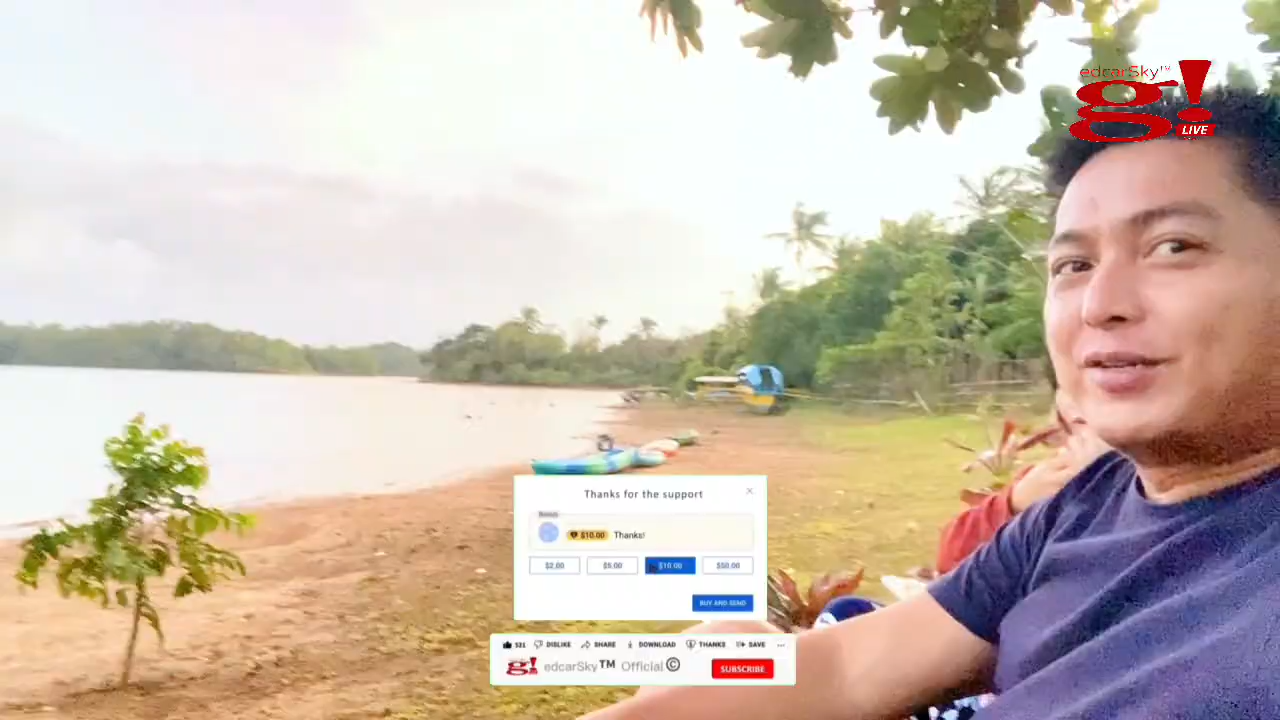 edcarSky™
g!
LIVE
Thanks for the support
Bonus
$10.00 Thanks!
$2.00 $5.00 $10.00 $50.00
BUY AND SEND
521 DISLIKE SHARE DOWNLOAD THANKS SAVE
g! edcarSky™ Official © SUBSCRIBE